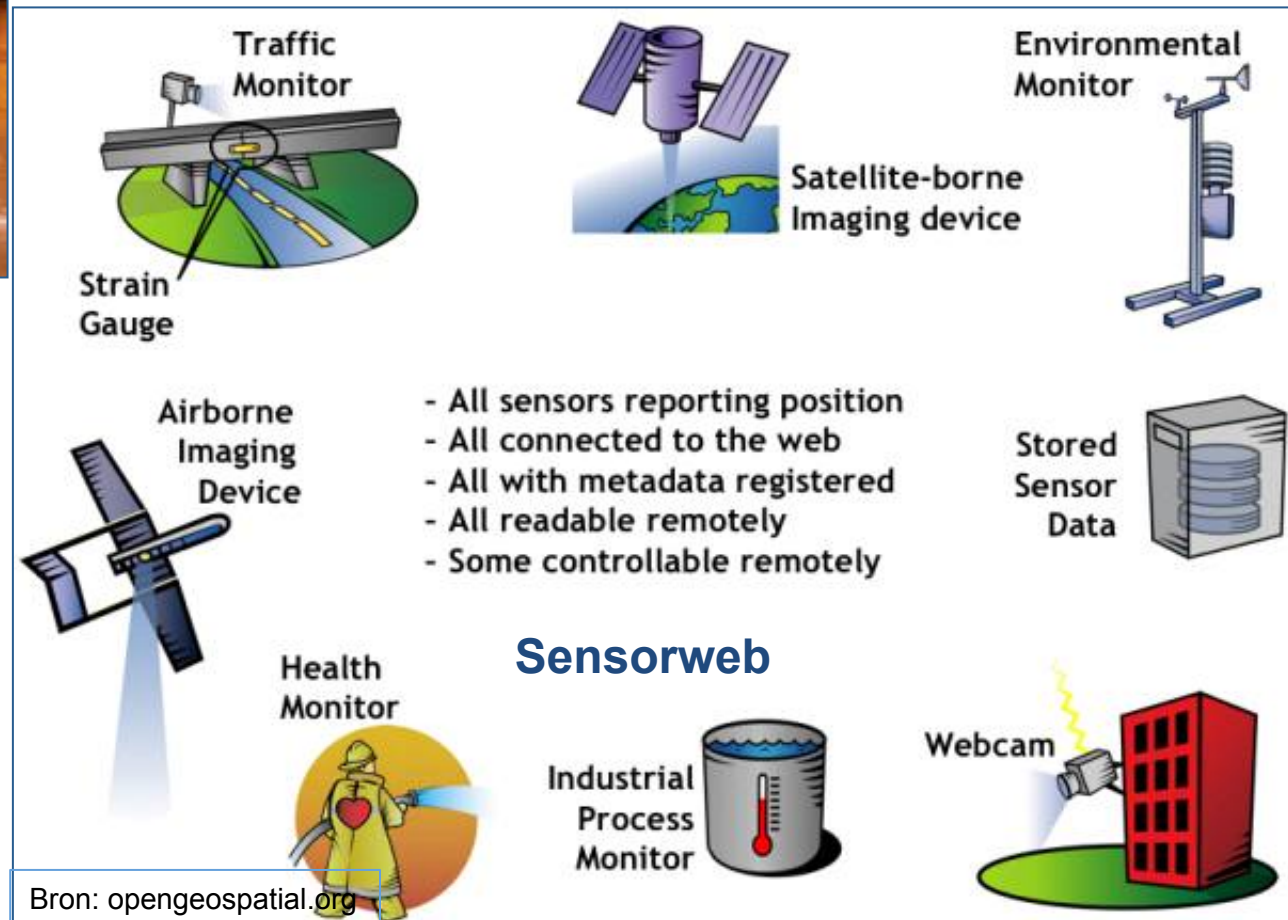 Traffic
Monitor
Strain
Gauge
Satellite-borne
Imaging device
Environmental
Monitor
Airborne
Imaging
Device
- All sensors reporting position
- All connected to the web
- All with metadata registered
- All readable remotely
- Some controllable remotely
Stored
Sensor
Data
Sensorweb
Health
Monitor
Industrial
Process
Monitor
Webcam
Bron: opengeospatial.org